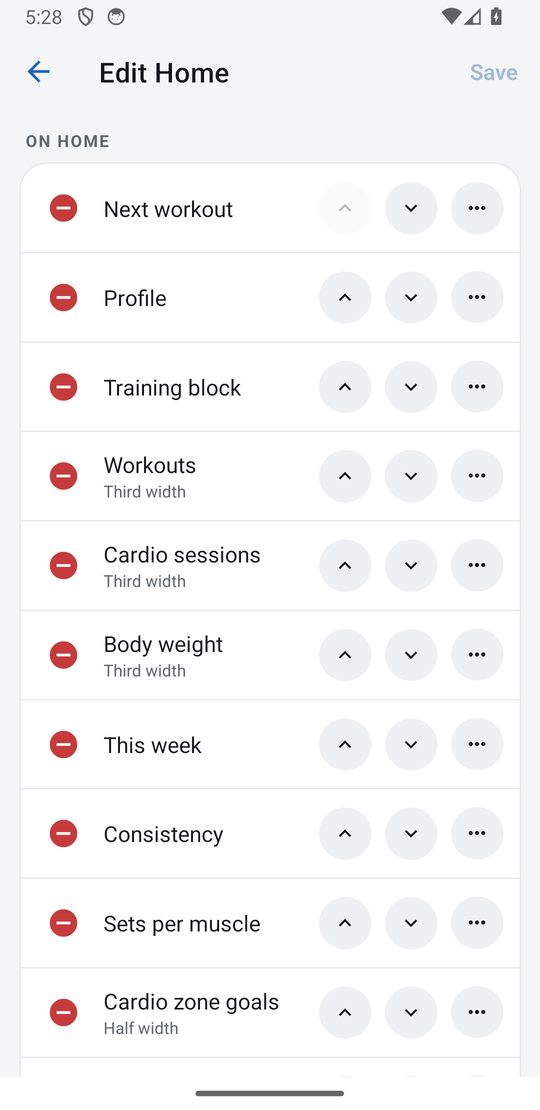 5:28
Edit Home
Save
ON HOME
Next workout
Profile
Training block
Workouts
Third width
Cardio sessions
Third width
Body weight
Third width
This week
Consistency
Sets per muscle
Cardio zone goals
Half width